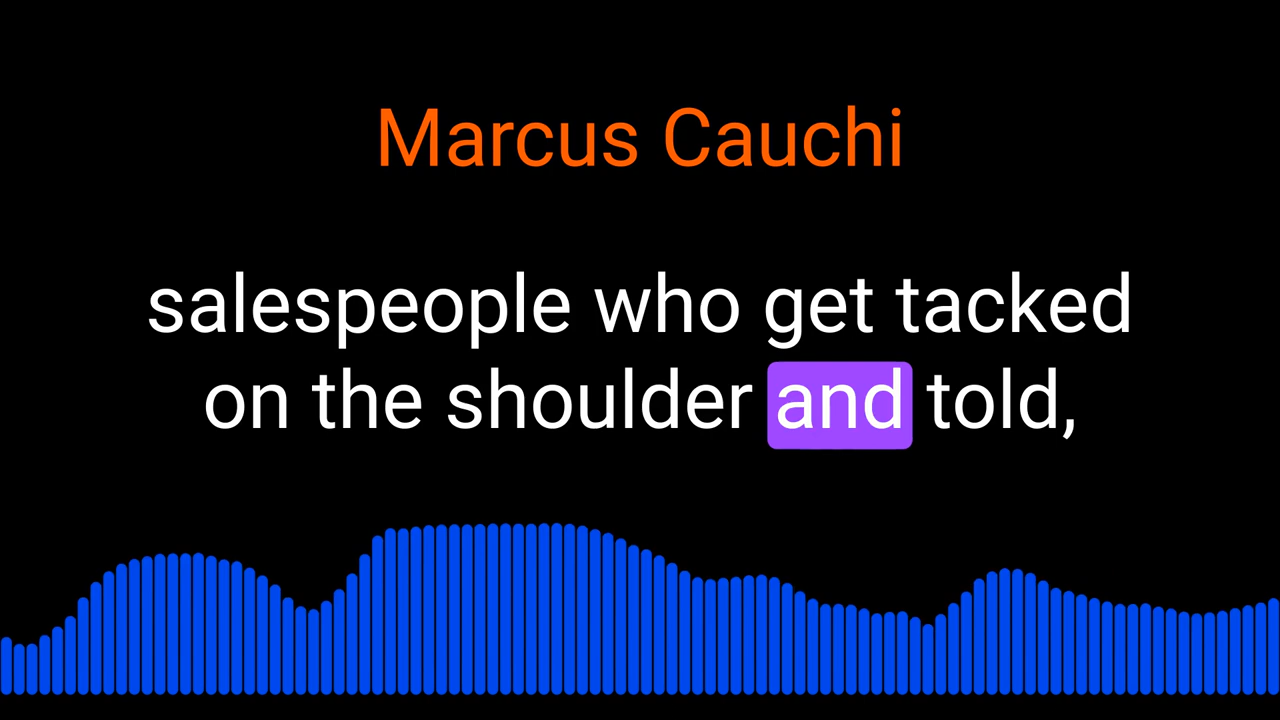 Marcus Cauchi
salespeople who get tacked
on the shoulder and told,